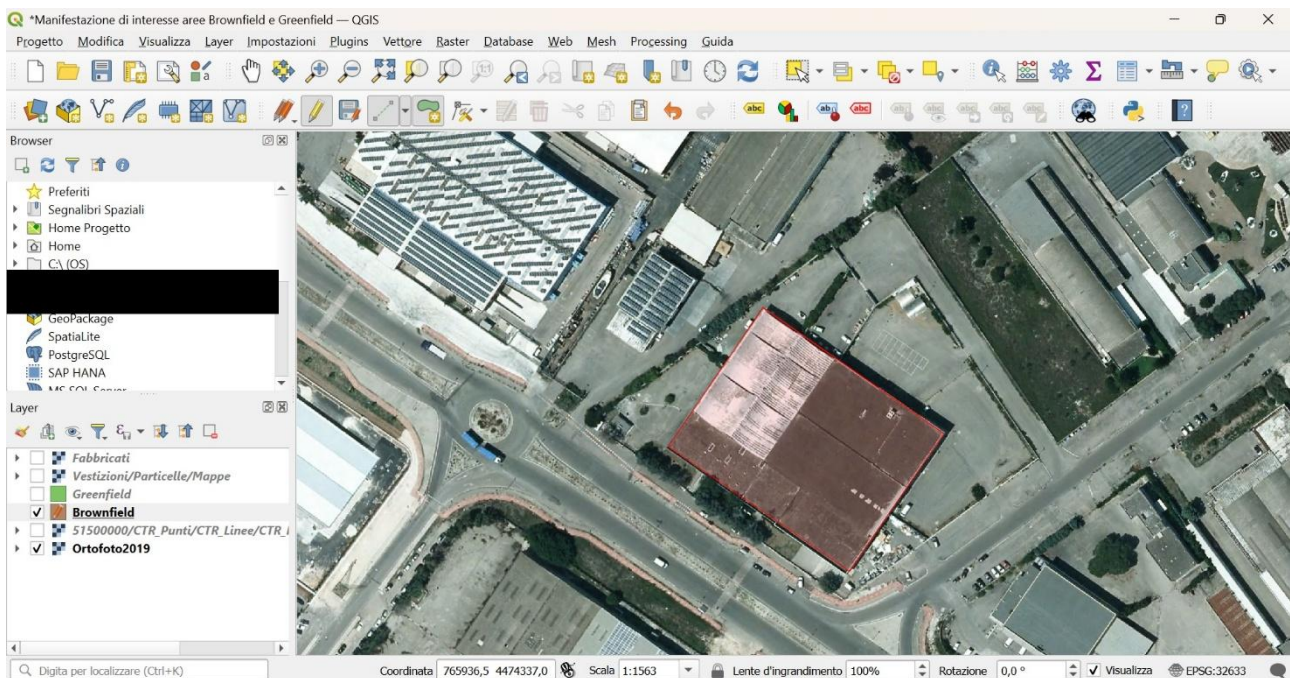 *Manifestazione di interesse aree Brownfield e Greenfield — QGIS
Progetto Modifica Visualizza Layer Impostazioni Plugins Vettore Raster Database Web Mesh Processing Guida
Browser
Preferiti
Segnalibri Spaziali
Home Progetto
Home
C:\ (OS)
GeoPackage
SpatiaLite
PostgreSQL
SAP HANA
MS SQL Server
Layer
Fabbricati
Vestizioni/Particelle/Mappe
Greenfield
Brownfield
51500000/CTR_Punti/CTR_Linee/CTR_
Ortofoto2019
Digita per localizzare (Ctrl+K) Coordinata 765936,5 4474337,0 Scala 1:1563 Lente d'ingrandimento 100% Rotazione 0,0 ° Visualizza EPSG:32633